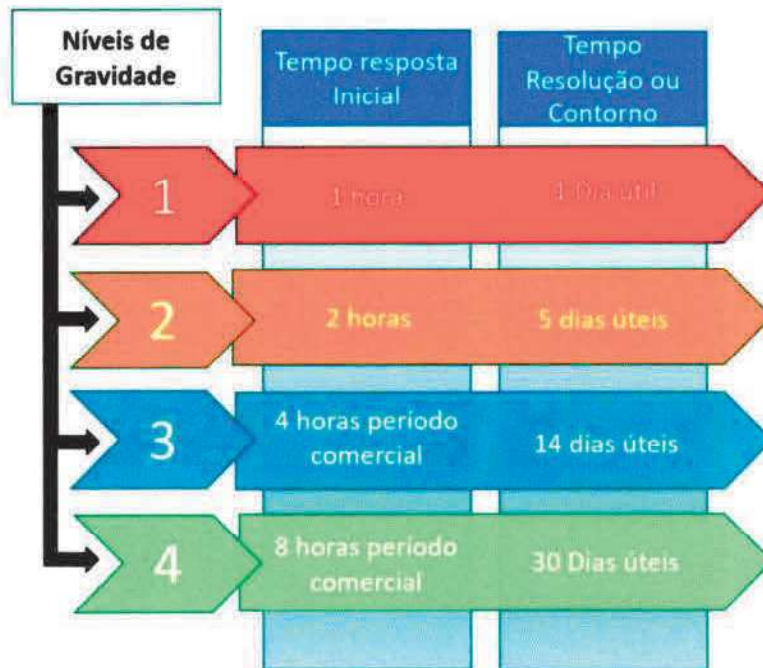 Níveis de
Gravidade
Tempo resposta
Inicial
Tempo
Resolução ou
Contorno
1
1 hora
1 Dia útil
2
2 horas
5 dias úteis
3
4 horas período
comercial
14 dias úteis
4
8 horas período
comercial
30 Dias úteis